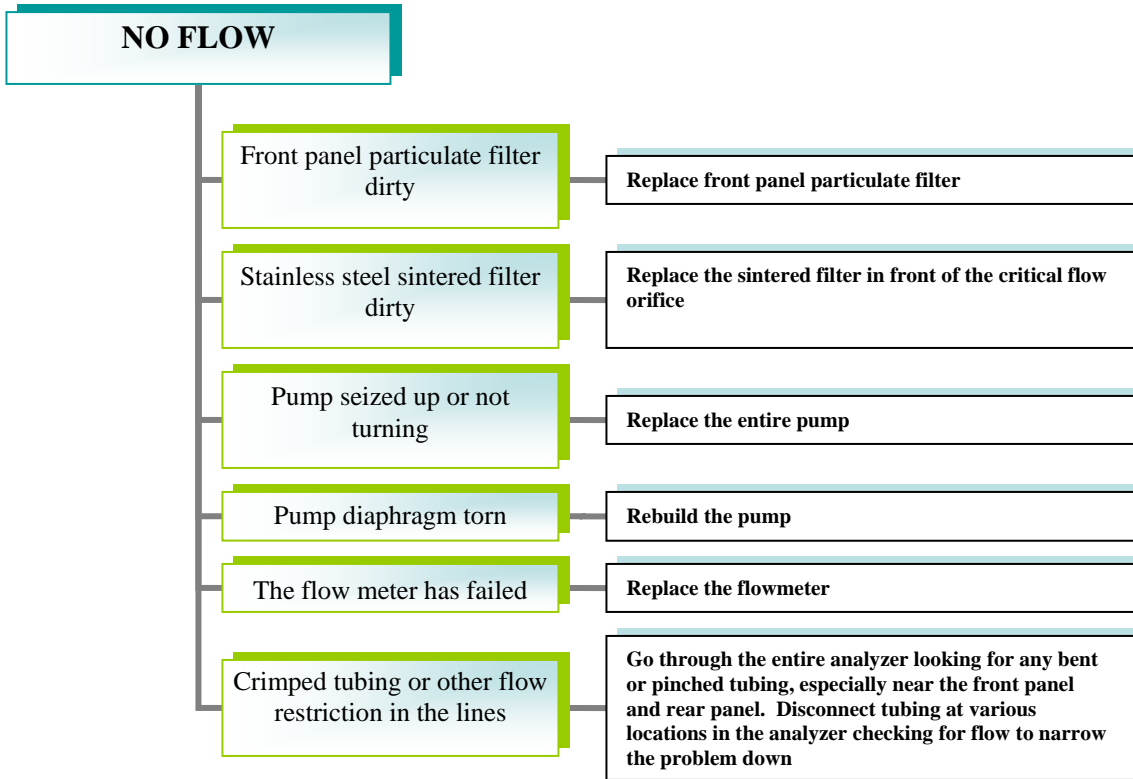 NO FLOW
Front panel particulate filter
dirty
Replace front panel particulate filter
Stainless steel sintered filter
dirty
Replace the sintered filter in front of the critical flow
orifice
Pump seized up or not
turning
Replace the entire pump
Pump diaphragm torn
Rebuild the pump
The flow meter has failed
Replace the flowmeter
Crimped tubing or other flow
restriction in the lines
Go through the entire analyzer looking for any bent
or pinched tubing, especially near the front panel
and rear panel.  Disconnect tubing at various
locations in the analyzer checking for flow to narrow
the problem down